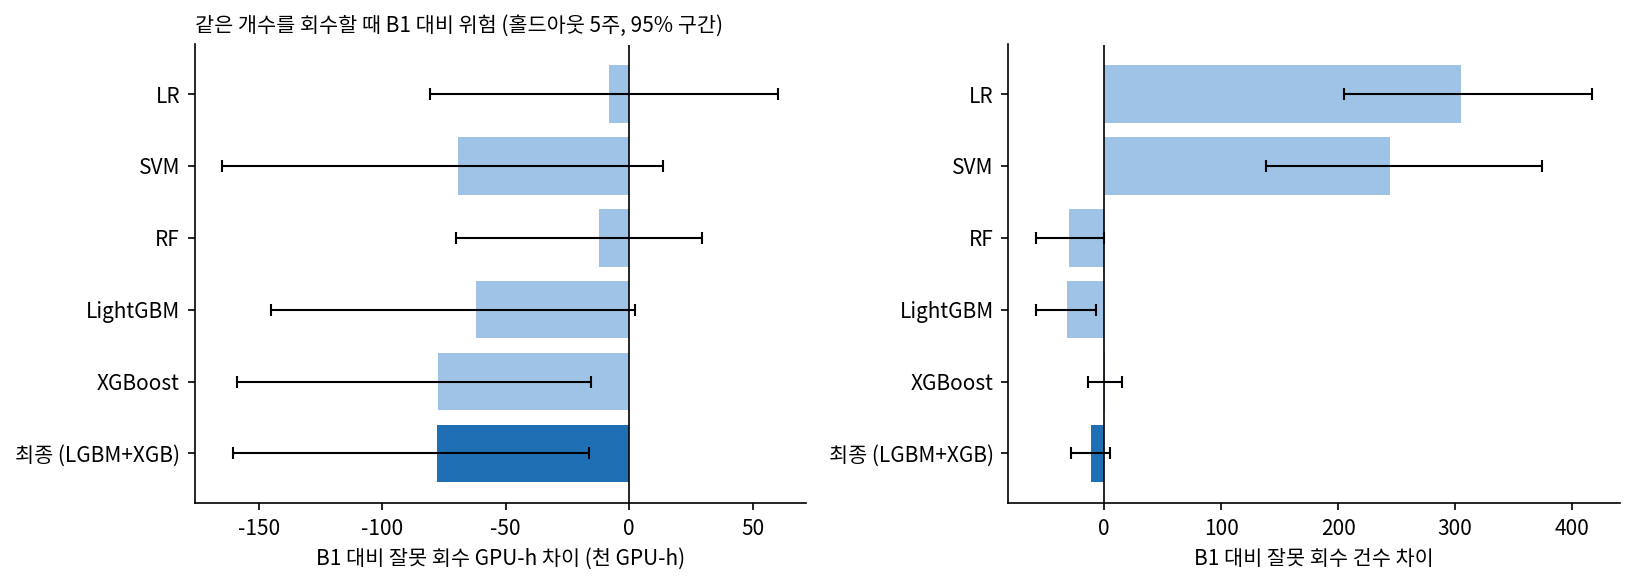 같은 개수를 회수할 때 B1 대비 위험 (홀드아웃 5주, 95% 구간)
LR
SVM
RF
LightGBM
XGBoost
최종 (LGBM+XGB)
-150 -100 -50 0 50
B1 대비 잘못 회수 GPU-h 차이 (천 GPU-h)
LR
SVM
RF
LightGBM
XGBoost
최종 (LGBM+XGB)
0 100 200 300 400
B1 대비 잘못 회수 건수 차이